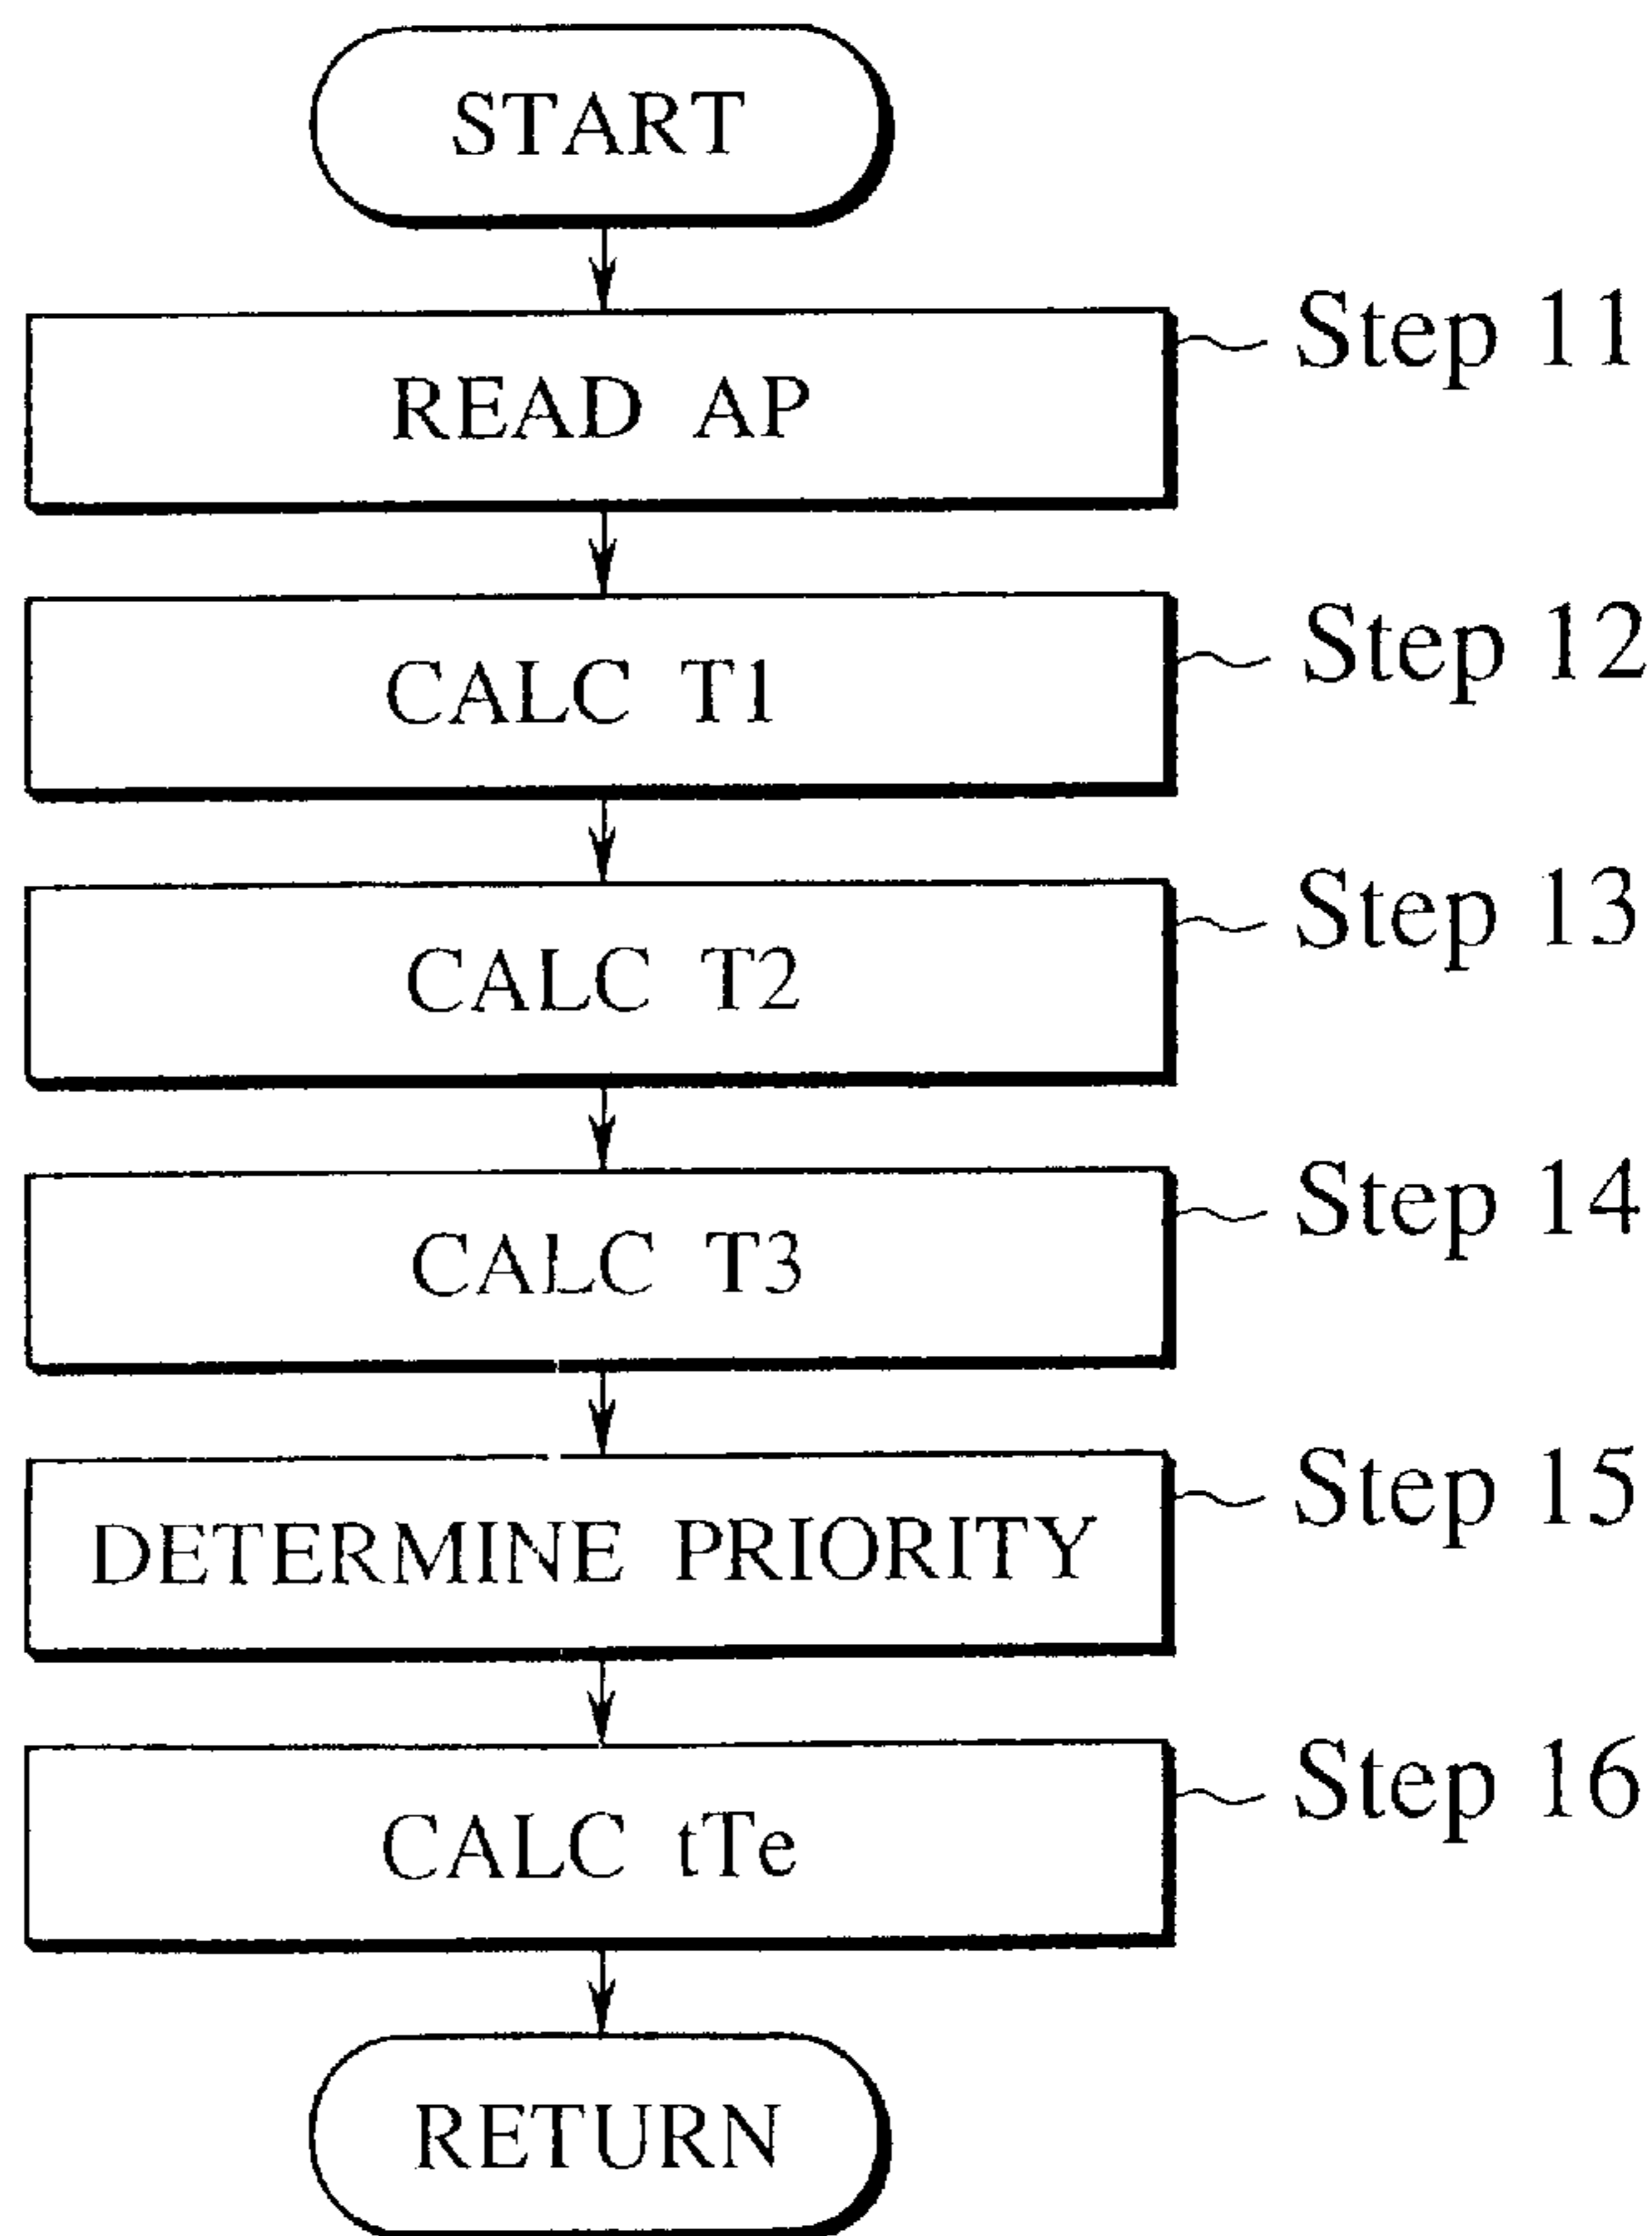 START
READ AP
Step 11
CALC T1
Step 12
CALC T2
Step 13
CALC T3
Step 14
DETERMINE PRIORITY
Step 15
CALC tTe
Step 16
RETURN